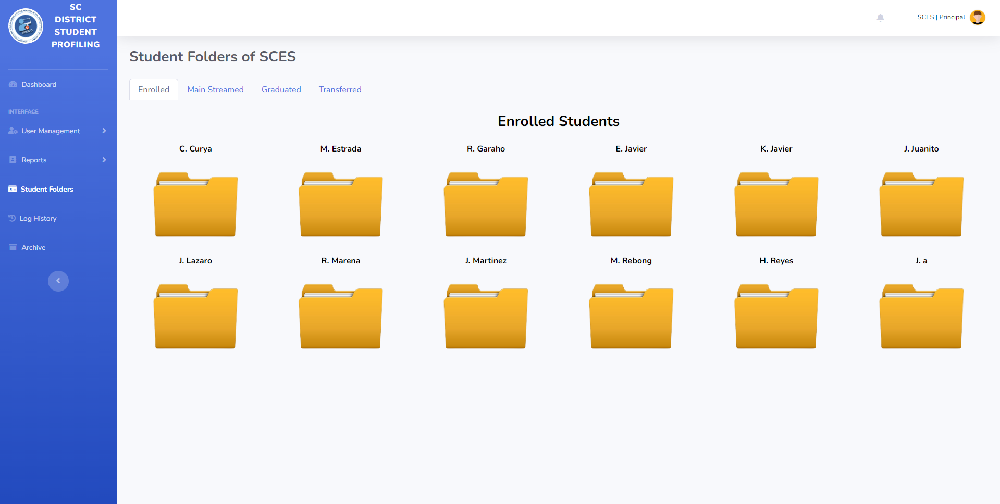 SC
DISTRICT
STUDENT
PROFILING
SCES | Principal
Dashboard
INTERFACE
User Management
Reports
Student Folders
Log History
Archive
Student Folders of SCES
Enrolled
Main Streamed
Graduated
Transferred
Enrolled Students
C. Curya
M. Estrada
R. Garaho
E. Javier
K. Javier
J. Juanito
J. Lazaro
R. Marena
J. Martinez
M. Rebong
H. Reyes
J. a